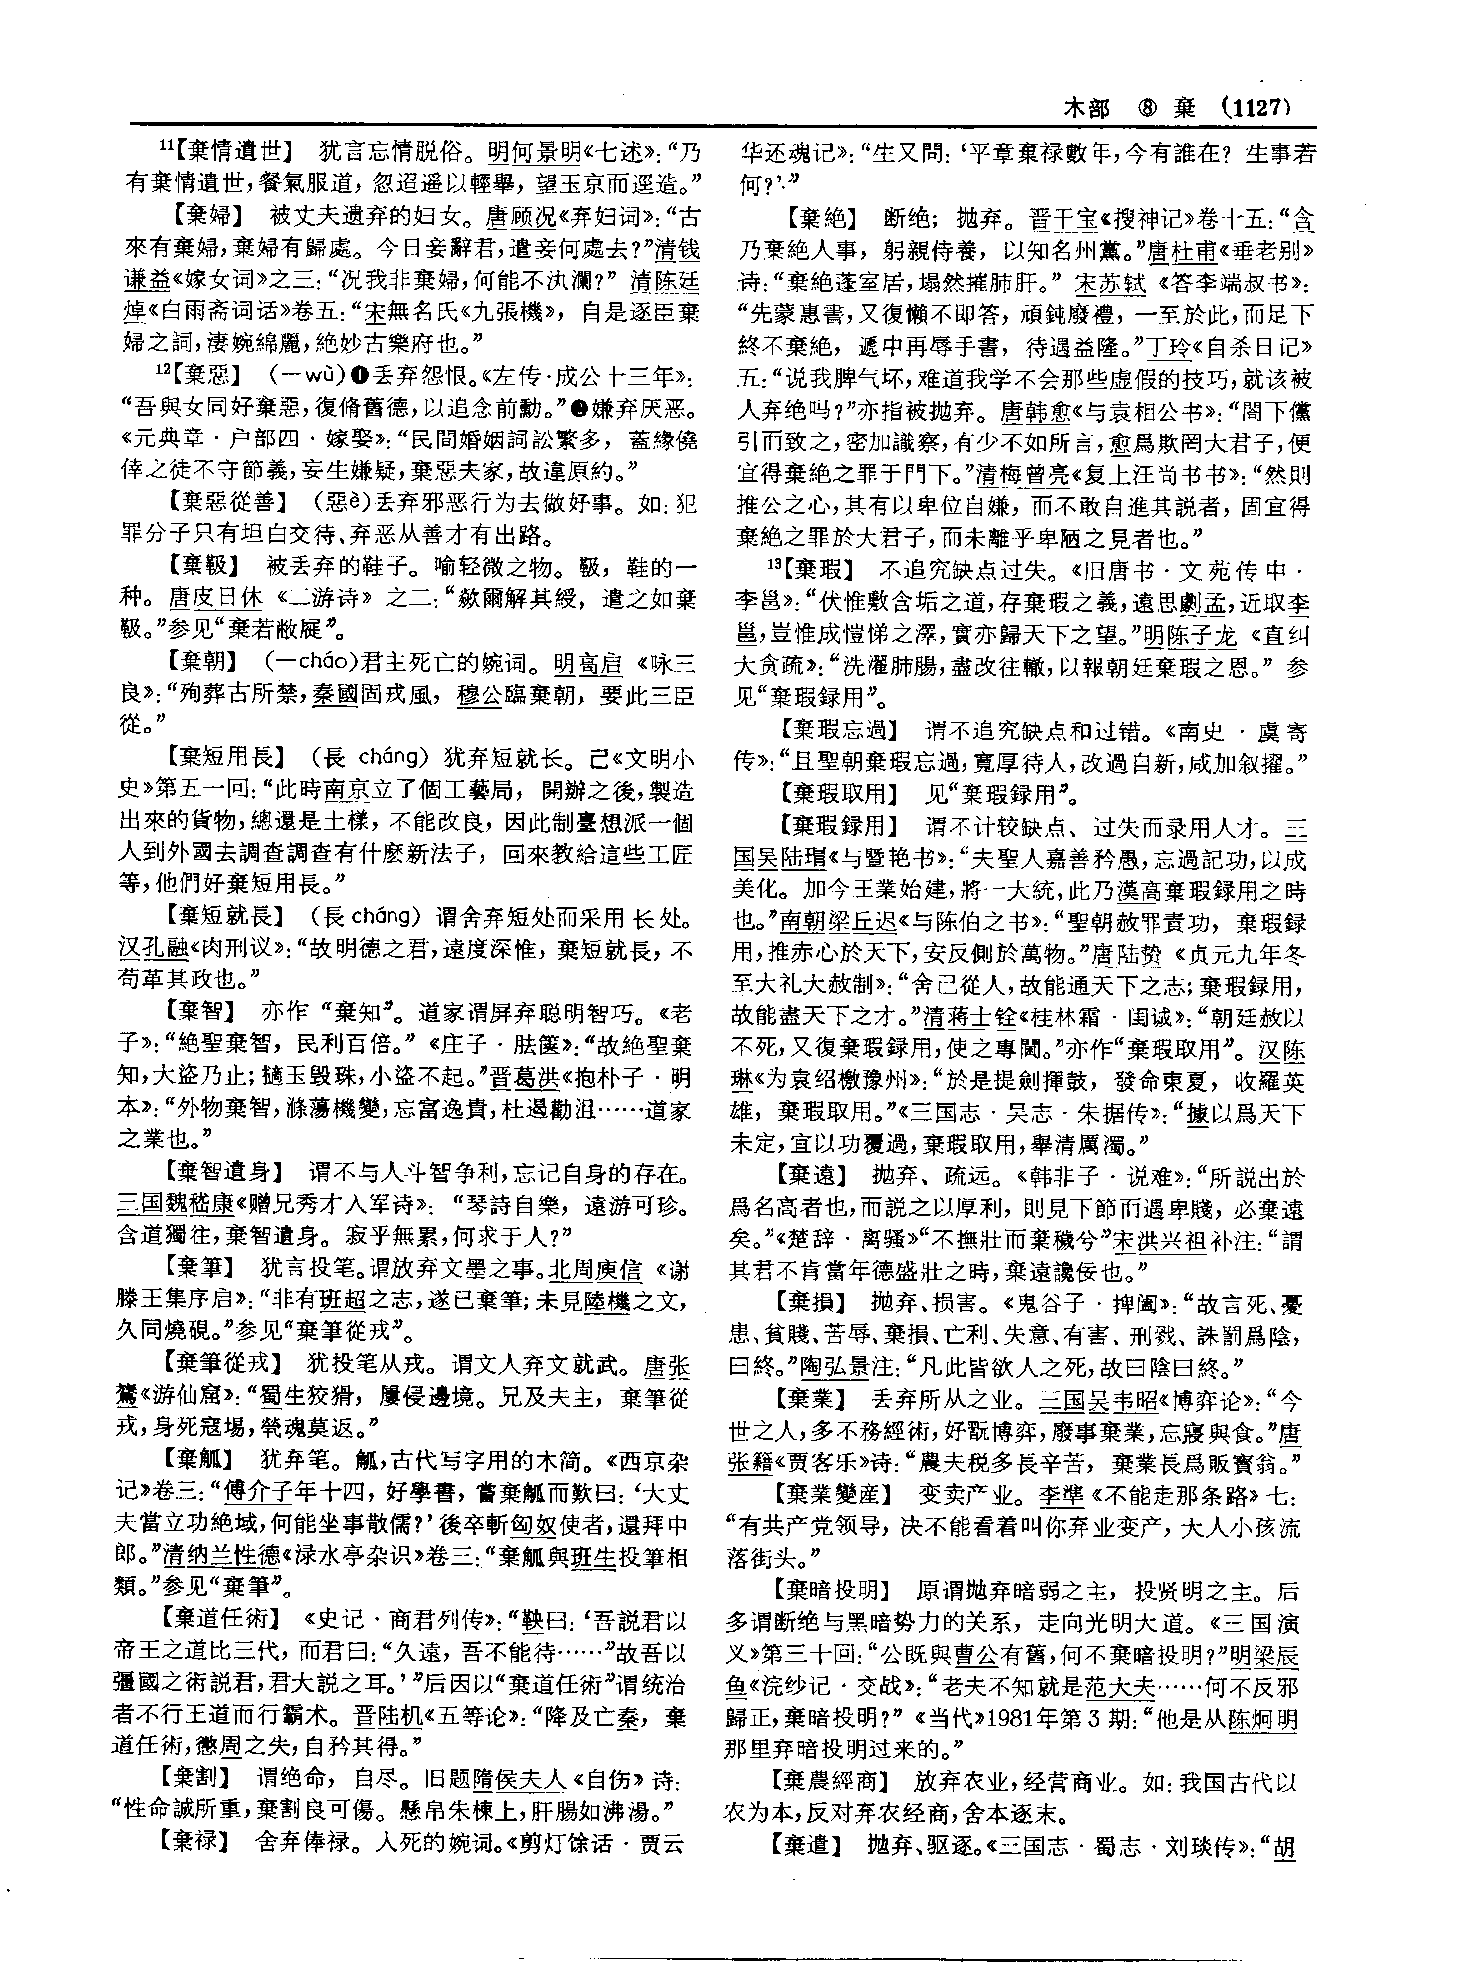 木部 ⑧ 棄 (1127)
11【棄情遺世】 犹言忘情脱俗。明何景明《七述》：“乃
有棄情遺世，餐氣服道，忽迢遥以輕舉，望玉京而逕造。”
【棄婦】 被丈夫遗弃的妇女。唐顾况《弃妇词》：“古
來有棄婦，棄婦有歸處。今日妾辭君，遣妾何處去？”清钱
谦益《嫁女词》之三：“况我非棄婦，何能不汍瀾？” 清陈廷
焯《白雨斋词话》卷五：“宋無名氏《九張機》，自是逐臣棄
婦之詞，淒婉綿麗，絶妙古樂府也。”
12【棄惡】 （—wù）❶丢弃怨恨。《左传·成公十三年》：
“吾與女同好棄惡，復脩舊德，以追念前勳。”❷嫌弃厌恶。
《元典章·户部四·嫁娶》：“民間婚姻詞訟繁多，蓋緣僥
倖之徒不守節義，妄生嫌疑，棄惡夫家，故違原約。”
【棄惡從善】 （惡è）丢弃邪恶行为去做好事。如：犯
罪分子只有坦白交待、弃恶从善才有出路。
【棄靸】 被丢弃的鞋子。喻轻微之物。靸，鞋的一
种。唐皮日休《二游诗》之二：“欻爾解其綬，遺之如棄
靸。”参见“棄若敝屣”。
【棄朝】 （—cháo）君主死亡的婉词。明高启《咏三
良》：“殉葬古所禁，秦國固戎風，穆公臨棄朝，要此三臣
從。”
【棄短用長】 （長 cháng）犹弃短就长。己《文明小
史》第五一回：“此時南京立了個工藝局，開辦之後，製造
出來的貨物，總還是土樣，不能改良，因此制臺想派一個
人到外國去調查調查有什麽新法子，回來教給這些工匠
等，他們好棄短用長。”
【棄短就長】 （長 cháng）谓舍弃短处而采用长处。
汉孔融《肉刑议》：“故明德之君，遠度深惟，棄短就長，不
苟革其政也。”
【棄智】 亦作“棄知”。道家谓屏弃聪明智巧。《老
子》：“絶聖棄智，民利百倍。”《庄子·胠箧》：“故絶聖棄
知，大盗乃止；擿玉毁珠，小盗不起。”晋葛洪《抱朴子·明
本》：“外物棄智，滌蕩機變，忘富逸貴，杜遏勸沮……道家
之業也。”
【棄智遺身】 谓不与人斗智争利，忘记自身的存在。
三国魏嵇康《赠兄秀才入军诗》：“琴詩自樂，遠游可珍。
含道獨往，棄智遺身。寂乎無累，何求于人？”
【棄筆】 犹言投笔。谓放弃文墨之事。北周庾信《谢
滕王集序启》：“非有班超之志，遂已棄筆；未見陸機之文，
久同燒硯。”参见“棄筆從戎”。
【棄筆從戎】 犹投笔从戎。谓文人弃文就武。唐张
鷟《游仙窟》：“蜀生狡猾，屢侵邊境。兄及夫主，棄筆從
戎，身死寇場，煢魂莫返。”
【棄觚】 犹弃笔。觚，古代写字用的木简。《西京杂
记》卷三：“傅介子年十四，好學書，嘗棄觚而歎曰：‘大丈
夫當立功絶域，何能坐事散儒？’後卒斬匈奴使者，還拜中
郎。”清纳兰性德《渌水亭杂识》卷三：“棄觚與班生投筆相
類。”参见“棄筆”。
【棄道任術】 《史记·商君列传》：“鞅曰：‘吾説君以
帝王之道比三代，而君曰：“久遠，吾不能待……”故吾以
彊國之術説君，君大説之耳。’”后因以“棄道任術”谓统治
者不行王道而行霸术。晋陆机《五等论》：“降及亡秦，棄
道任術，懲周之失，自矜其得。”
【棄割】 谓绝命，自尽。旧题隋侯夫人《自伤》诗：
“性命誠所重，棄割良可傷。懸帛朱棟上，肝腸如沸湯。”
【棄禄】 舍弃俸禄。人死的婉词。《剪灯馀话·贾云
华还魂记》：“生又問：‘平章棄禄數年，今有誰在？生事若
何？’”
【棄絶】 断绝；抛弃。晋干宝《搜神记》卷十五：“含
乃棄絶人事，躬親侍養，以知名州黨。”唐杜甫《垂老别》
诗：“棄絶蓬室居，塌然摧肺肝。” 宋苏轼《答李端叔书》：
“先蒙惠書，又復懶不即答，頑鈍廢禮，一至於此，而足下
終不棄絶，遞中再辱手書，待遇益隆。”丁玲《自杀日记》
五：“说我脾气坏，难道我学不会那些虚假的技巧，就该被
人弃绝吗？”亦指被抛弃。唐韩愈《与袁相公书》：“閤下儻
引而致之，密加識察，有少不如所言，愈爲欺罔大君子，便
宜得棄絶之罪于門下。”清梅曾亮《复上汪尚书书》：“然則
推公之心，其有以卑位自嫌，而不敢自進其説者，固宜得
棄絶之罪於大君子，而未離乎卑陋之見者也。”
13【棄瑕】 不追究缺点过失。《旧唐书·文苑传中·
李邕》：“伏惟敷含垢之道，存棄瑕之義，遠思劇孟，近取李
邕，豈惟成愷悌之澤，實亦歸天下之望。”明陈子龙《直纠
大贪疏》：“洗濯肺腸，盡改往轍，以報朝廷棄瑕之恩。” 参
见“棄瑕録用”。
【棄瑕忘過】 谓不追究缺点和过错。《南史·虞寄
传》：“且聖朝棄瑕忘過，寬厚待人，改過自新，咸加叙擢。”
【棄瑕取用】 见“棄瑕録用”。
【棄瑕録用】 谓不计较缺点、过失而录用人才。三
国吴陆瑁《与暨艳书》：“夫聖人嘉善矜愚，忘過記功，以成
美化。加今王業始建，將一大統，此乃漢高棄瑕録用之時
也。”南朝梁丘迟《与陈伯之书》：“聖朝赦罪責功，棄瑕録
用，推赤心於天下，安反側於萬物。”唐陆贽《贞元九年冬
至大礼大赦制》：“舍己從人，故能通天下之志；棄瑕録用，
故能盡天下之才。”清蒋士铨《桂林霜·闺诫》：“朝廷赦以
不死，又復棄瑕録用，使之專閫。”亦作“棄瑕取用”。汉陈
琳《为袁绍檄豫州》：“於是提劍揮鼓，發命東夏，收羅英
雄，棄瑕取用。”《三国志·吴志·朱据传》：“據以爲天下
未定，宜以功覆過，棄瑕取用，舉清厲濁。”
【棄遠】 抛弃、疏远。《韩非子·说难》：“所説出於
爲名高者也，而説之以厚利，則見下節而遇卑賤，必棄遠
矣。”《楚辞·离骚》“不撫壯而棄穢兮”宋洪兴祖补注：“謂
其君不肯當年德盛壯之時，棄遠讒佞也。”
【棄損】 抛弃、损害。《鬼谷子·捭阖》：“故言死、憂
患、貧賤、苦辱、棄損、亡利、失意、有害、刑戮、誅罰爲陰，
曰終。”陶弘景注：“凡此皆欲人之死，故曰陰曰終。”
【棄業】 丢弃所从之业。三国吴韦昭《博弈论》：“今
世之人，多不務經術，好翫博弈，廢事棄業，忘寢與食。”唐
张籍《贾客乐》诗：“農夫税多長辛苦，棄業長爲販寶翁。”
【棄業變産】 变卖产业。李凖《不能走那条路》七：
“有共产党领导，决不能看着叫你弃业变产，大人小孩流
落街头。”
【棄暗投明】 原谓抛弃暗弱之主，投贤明之主。后
多谓断绝与黑暗势力的关系，走向光明大道。《三国演
义》第三十回：“公既與曹公有舊，何不棄暗投明？”明梁辰
鱼《浣纱记·交战》：“老夫不知就是范大夫……何不反邪
歸正，棄暗投明？”《当代》1981年第3期：“他是从陈炯明
那里弃暗投明过来的。”
【棄農經商】 放弃农业，经营商业。如：我国古代以
农为本，反对弃农经商，舍本逐末。
【棄遣】 抛弃、驱逐。《三国志·蜀志·刘琰传》：“胡